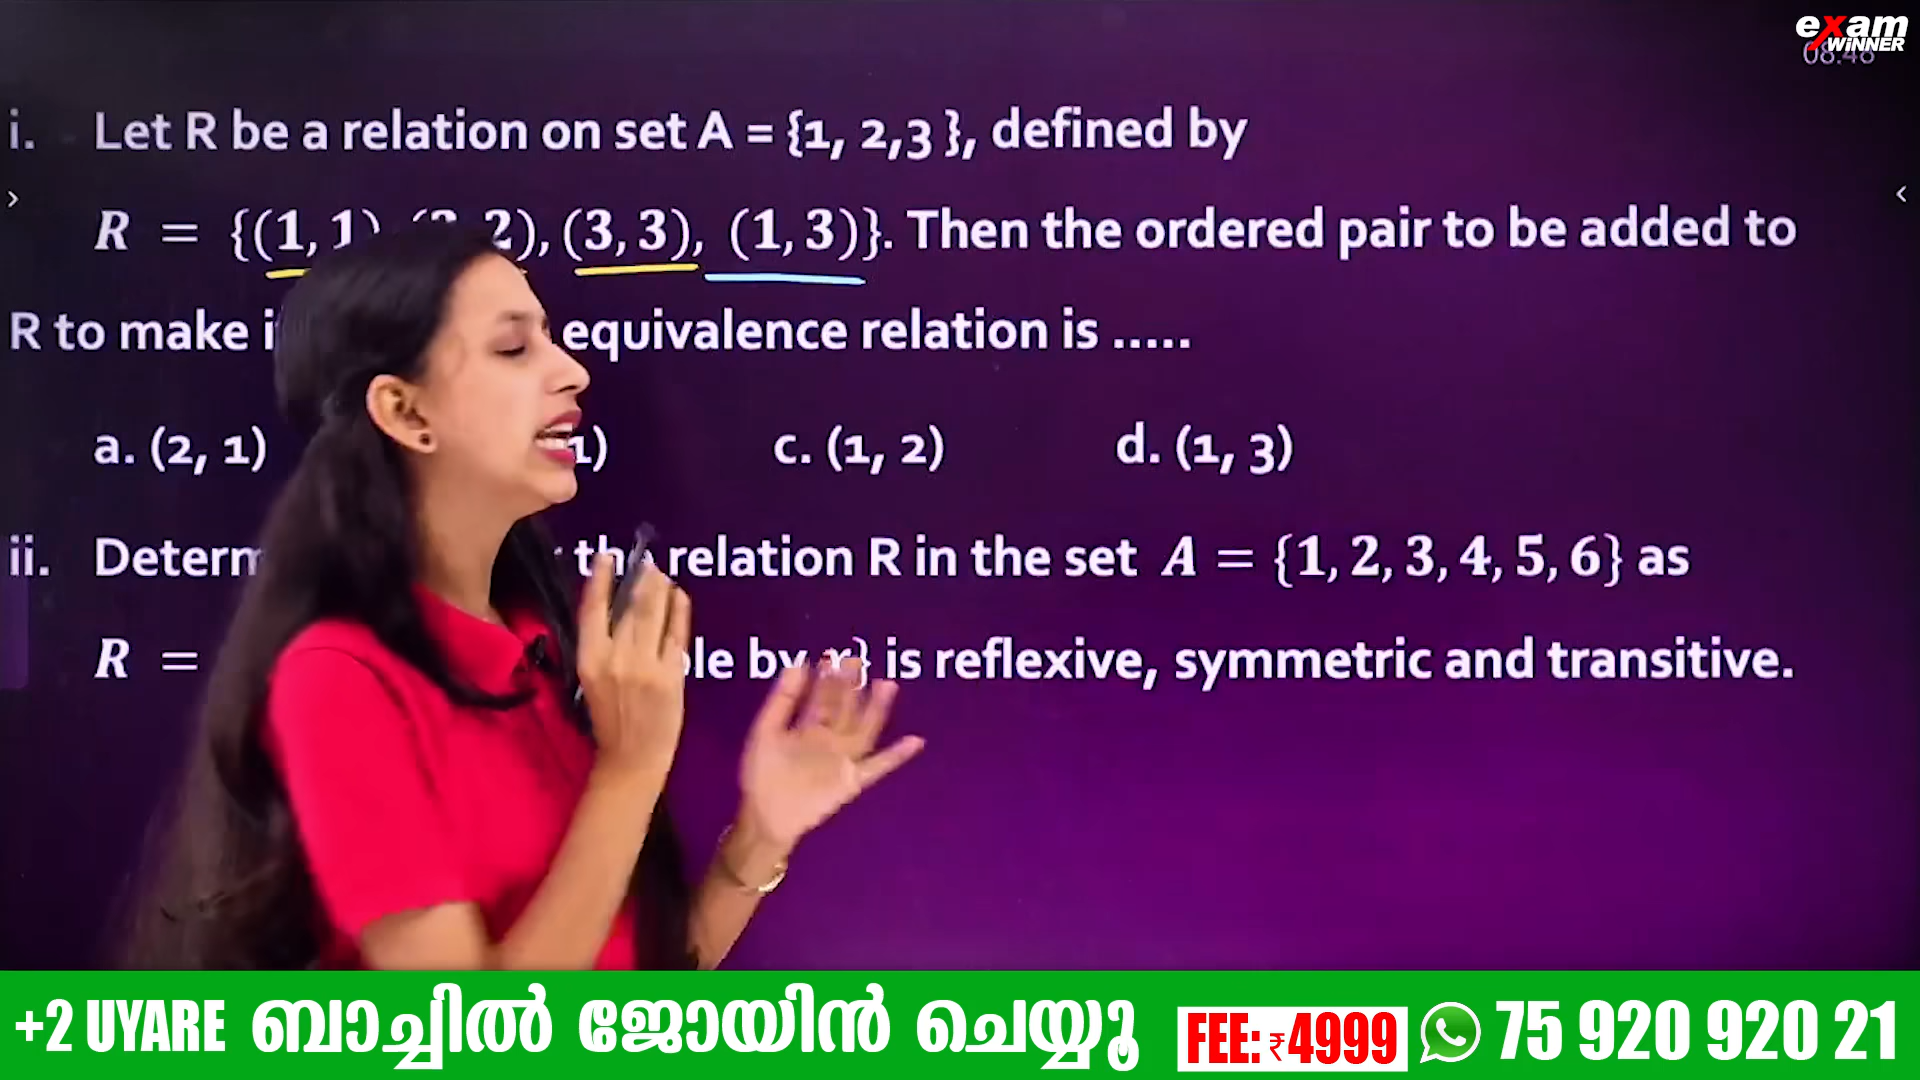 exam
WiNNER
08:48
i. Let R be a relation on set A = {1, 2,3 }, defined by
R = {(1, 1), 2), (3, 3), (1, 3)}. Then the ordered pair to be added to
R to make equivalence relation is .....
a. (2, 1) 1) c. (1, 2) d. (1, 3)
ii. the relation R in the set A = {1, 2, 3, 4, 5, 6} as
R = by x} is reflexive, symmetric and transitive.
+2 UYARE ബാച്ചിൽ ജോയിൻ ചെയ്യൂ FEE: ₹4999 75 920 920 21